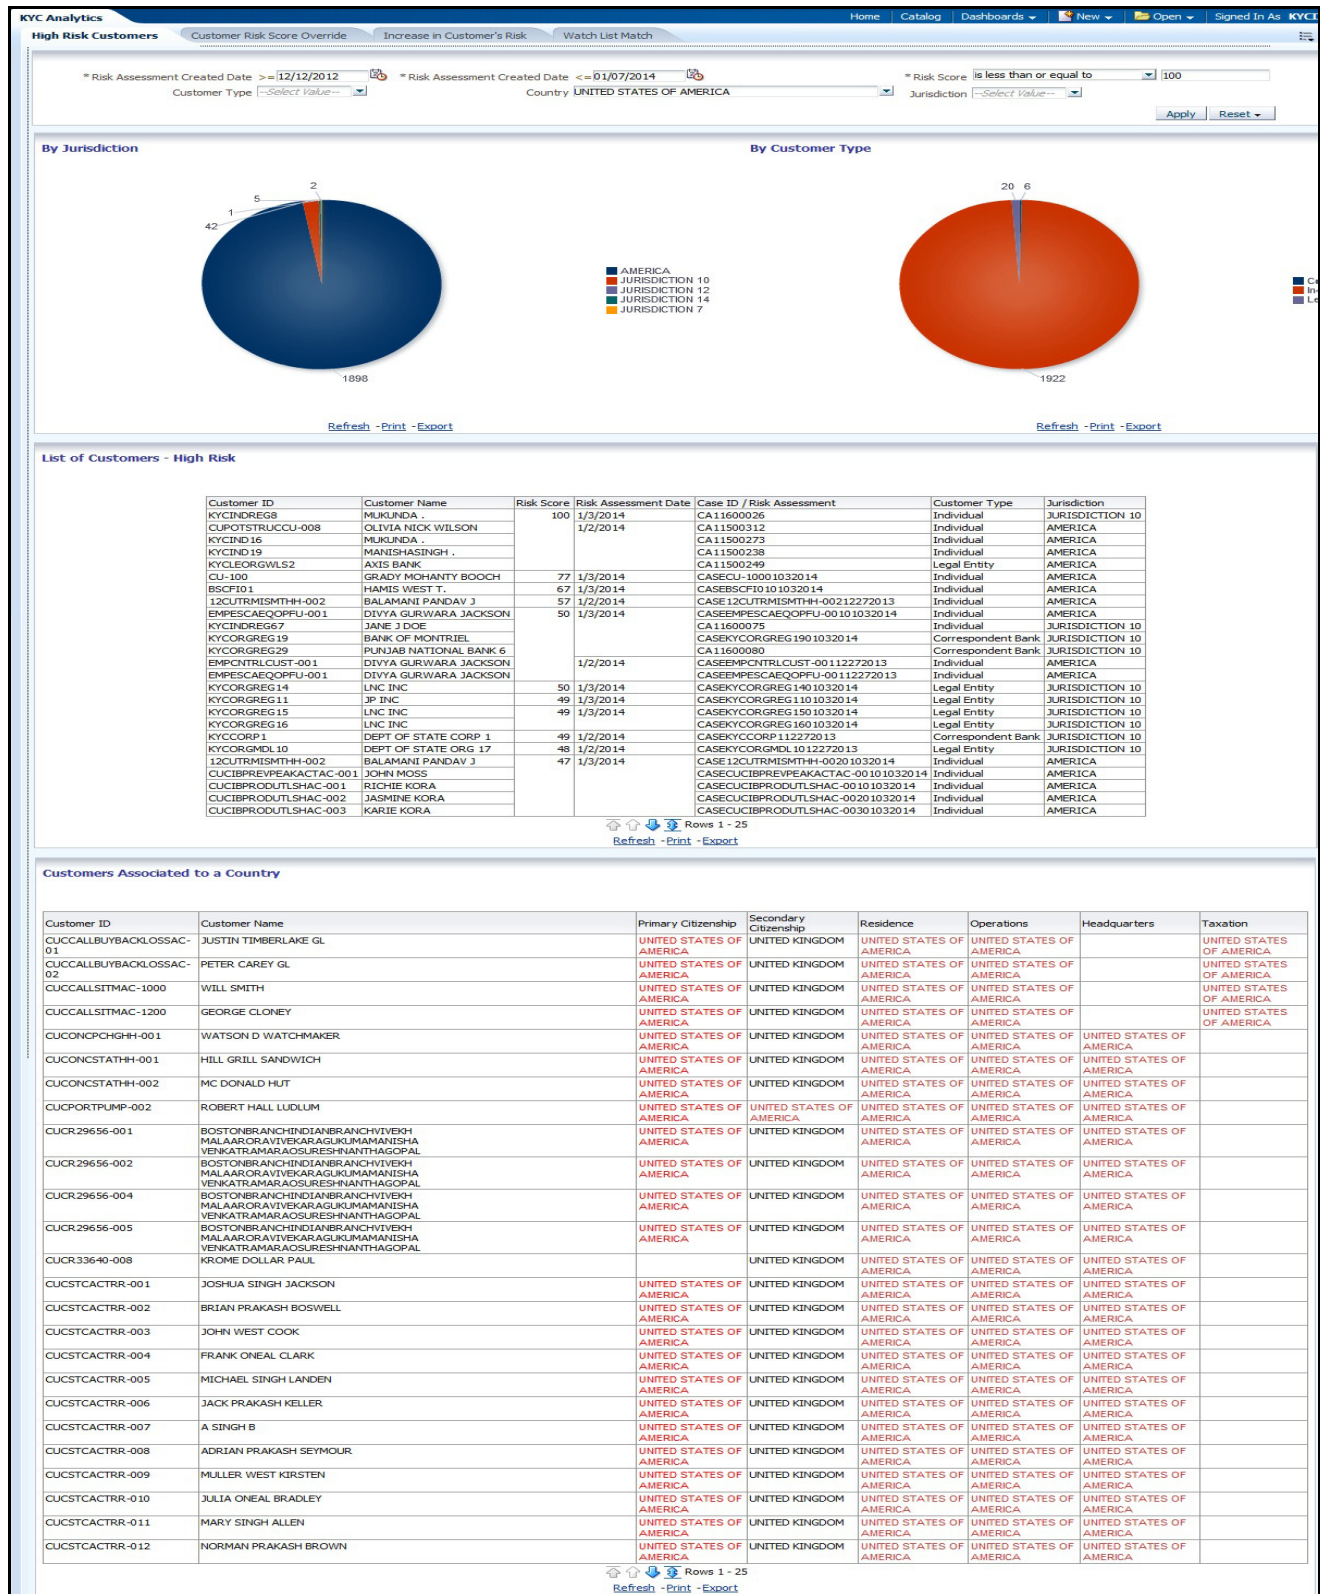 KYC Analytics Home Catalog Dashboards New Open Signed In As KYCI
High Risk Customers Customer Risk Score Override Increase in Customer's Risk Watch List Match
* Risk Assessment Created Date >= 12/12/2012 * Risk Assessment Created Date <= 01/07/2014 * Risk Score is less than or equal to 100
Customer Type --Select Value-- Country UNITED STATES OF AMERICA Jurisdiction --Select Value--
Apply Reset
By Jurisdiction By Customer Type
2
5
1
42
1898
AMERICA
JURISDICTION 10
JURISDICTION 12
JURISDICTION 14
JURISDICTION 7
20 6
1922
Refresh - Print - Export Refresh - Print - Export
List of Customers - High Risk
Customer ID Customer Name Risk Score Risk Assessment Date Case ID / Risk Assessment Customer Type Jurisdiction
KYCINDREG8 MUKUNDA . 100 1/3/2014 CA11600026 Individual JURISDICTION 10
CUPOTSTRUCCU-008 OLIVIA NICK WILSON 1/2/2014 CA11500312 Individual AMERICA
KYCIND16 MUKUNDA . CA11500273 Individual AMERICA
KYCIND19 MANISHASINGH . CA11500238 Individual AMERICA
KYCLEORGWLS2 AXIS BANK CA11500249 Legal Entity AMERICA
CU-100 GRADY MOHANTY BOOCH 77 1/3/2014 CASECU-10001032014 Individual AMERICA
BSCFI01 HAMIS WEST T. 67 1/3/2014 CASEBSCFI0101032014 Individual AMERICA
12CUTRMISMTHH-002 BALAMANI PANDAV J 57 1/2/2014 CASE12CUTRMISMTHH-00212272013 Individual AMERICA
EMPESCAEQOPFU-001 DIVYA GURWARA JACKSON 50 1/3/2014 CASEEMPESCAEQOPFU-00101032014 Individual AMERICA
KYCINDREG67 JANE J DOE CA11600075 Individual JURISDICTION 10
KYCORGREG19 BANK OF MONTRIEL CASEKYCORGREG1901032014 Correspondent Bank JURISDICTION 10
KYCORGREG29 PUNJAB NATIONAL BANK 6 CA11600080 Correspondent Bank JURISDICTION 10
EMPCNTRLCUST-001 DIVYA GURWARA JACKSON 1/2/2014 CASEEMPCNTRLCUST-00112272013 Individual AMERICA
EMPESCAEQOPFU-001 DIVYA GURWARA JACKSON CASEEMPESCAEQOPFU-00112272013 Individual AMERICA
KYCORGREG14 LNC INC 50 1/3/2014 CASEKYCORGREG1401032014 Legal Entity JURISDICTION 10
KYCORGREG11 JP INC 49 1/3/2014 CASEKYCORGREG1101032014 Legal Entity JURISDICTION 10
KYCORGREG15 LNC INC 49 1/3/2014 CASEKYCORGREG1501032014 Legal Entity JURISDICTION 10
KYCORGREG16 LNC INC CASEKYCORGREG1601032014 Legal Entity JURISDICTION 10
KYCCORP1 DEPT OF STATE CORP 1 49 1/2/2014 CASEKYCCORP112272013 Correspondent Bank JURISDICTION 10
KYCORGMDL10 DEPT OF STATE ORG 17 48 1/2/2014 CASEKYCORGMDL1012272013 Legal Entity JURISDICTION 10
12CUTRMISMTHH-002 BALAMANI PANDAV J 47 1/3/2014 CASE12CUTRMISMTHH-00201032014 Individual AMERICA
CUCIBPREVPEAKACTAC-001 JOHN MOSS CASECUCIBPREVPEAKACTAC-00101032014 Individual AMERICA
CUCIBPRODUTLSHAC-001 RICHIE KORA CASECUCIBPRODUTLSHAC-00101032014 Individual AMERICA
CUCIBPRODUTLSHAC-002 JASMINE KORA CASECUCIBPRODUTLSHAC-00201032014 Individual AMERICA
CUCIBPRODUTLSHAC-003 KARIE KORA CASECUCIBPRODUTLSHAC-00301032014 Individual AMERICA
Rows 1 - 25
Refresh - Print - Export
Customers Associated to a Country
Customer ID Customer Name Primary Citizenship Secondary Citizenship Residence Operations Headquarters Taxation
CUCCALLBUYBACKLOSSAC-01 JUSTIN TIMBERLAKE GL UNITED STATES OF AMERICA UNITED KINGDOM UNITED STATES OF AMERICA UNITED STATES OF AMERICA UNITED STATES OF AMERICA
CUCCALLBUYBACKLOSSAC-02 PETER CAREY GL UNITED STATES OF AMERICA UNITED KINGDOM UNITED STATES OF AMERICA UNITED STATES OF AMERICA UNITED STATES OF AMERICA
CUCCALLSITMAC-1000 WILL SMITH UNITED STATES OF AMERICA UNITED KINGDOM UNITED STATES OF AMERICA UNITED STATES OF AMERICA UNITED STATES OF AMERICA
CUCCALLSITMAC-1200 GEORGE CLONEY UNITED STATES OF AMERICA UNITED KINGDOM UNITED STATES OF AMERICA UNITED STATES OF AMERICA UNITED STATES OF AMERICA
CUCONCPCHGHH-001 WATSON D WATCHMAKER UNITED STATES OF AMERICA UNITED KINGDOM UNITED STATES OF AMERICA UNITED STATES OF AMERICA UNITED STATES OF AMERICA
CUCONCSTATHH-001 HILL GRILL SANDWICH UNITED STATES OF AMERICA UNITED KINGDOM UNITED STATES OF AMERICA UNITED STATES OF AMERICA UNITED STATES OF AMERICA
CUCONCSTATHH-002 MC DONALD HUT UNITED STATES OF AMERICA UNITED KINGDOM UNITED STATES OF AMERICA UNITED STATES OF AMERICA UNITED STATES OF AMERICA
CUCPORTPUMP-002 ROBERT HALL LUDLUM UNITED STATES OF AMERICA UNITED STATES OF AMERICA UNITED STATES OF AMERICA UNITED STATES OF AMERICA UNITED STATES OF AMERICA
CUCR29656-001 BOSTONBRANCHINDIANBRANCHVIVEKH MALAARORAVIVEKARAGUKUMAMANISHA VENKATRAMARAOSURESHNANTHAGOPAL UNITED STATES OF AMERICA UNITED KINGDOM UNITED STATES OF AMERICA UNITED STATES OF AMERICA UNITED STATES OF AMERICA
CUCR29656-002 BOSTONBRANCHINDIANBRANCHVIVEKH MALAARORAVIVEKARAGUKUMAMANISHA VENKATRAMARAOSURESHNANTHAGOPAL UNITED STATES OF AMERICA UNITED KINGDOM UNITED STATES OF AMERICA UNITED STATES OF AMERICA UNITED STATES OF AMERICA
CUCR29656-004 BOSTONBRANCHINDIANBRANCHVIVEKH MALAARORAVIVEKARAGUKUMAMANISHA VENKATRAMARAOSURESHNANTHAGOPAL UNITED STATES OF AMERICA UNITED KINGDOM UNITED STATES OF AMERICA UNITED STATES OF AMERICA UNITED STATES OF AMERICA
CUCR29656-005 BOSTONBRANCHINDIANBRANCHVIVEKH MALAARORAVIVEKARAGUKUMAMANISHA VENKATRAMARAOSURESHNANTHAGOPAL UNITED STATES OF AMERICA UNITED KINGDOM UNITED STATES OF AMERICA UNITED STATES OF AMERICA UNITED STATES OF AMERICA
CUCR33640-008 KROME DOLLAR PAUL UNITED KINGDOM UNITED STATES OF AMERICA UNITED STATES OF AMERICA UNITED STATES OF AMERICA
CUCSTCACTRR-001 JOSHUA SINGH JACKSON UNITED STATES OF AMERICA UNITED KINGDOM UNITED STATES OF AMERICA UNITED STATES OF AMERICA UNITED STATES OF AMERICA
CUCSTCACTRR-002 BRIAN PRAKASH BOSWELL UNITED STATES OF AMERICA UNITED KINGDOM UNITED STATES OF AMERICA UNITED STATES OF AMERICA UNITED STATES OF AMERICA
CUCSTCACTRR-003 JOHN WEST COOK UNITED STATES OF AMERICA UNITED KINGDOM UNITED STATES OF AMERICA UNITED STATES OF AMERICA UNITED STATES OF AMERICA
CUCSTCACTRR-004 FRANK ONEAL CLARK UNITED STATES OF AMERICA UNITED KINGDOM UNITED STATES OF AMERICA UNITED STATES OF AMERICA UNITED STATES OF AMERICA
CUCSTCACTRR-005 MICHAEL SINGH LANDEN UNITED STATES OF AMERICA UNITED KINGDOM UNITED STATES OF AMERICA UNITED STATES OF AMERICA UNITED STATES OF AMERICA
CUCSTCACTRR-006 JACK PRAKASH KELLER UNITED STATES OF AMERICA UNITED KINGDOM UNITED STATES OF AMERICA UNITED STATES OF AMERICA UNITED STATES OF AMERICA
CUCSTCACTRR-007 A SINGH B UNITED STATES OF AMERICA UNITED KINGDOM UNITED STATES OF AMERICA UNITED STATES OF AMERICA UNITED STATES OF AMERICA
CUCSTCACTRR-008 ADRIAN PRAKASH SEYMOUR UNITED STATES OF AMERICA UNITED KINGDOM UNITED STATES OF AMERICA UNITED STATES OF AMERICA UNITED STATES OF AMERICA
CUCSTCACTRR-009 MULLER WEST KIRSTEN UNITED STATES OF AMERICA UNITED KINGDOM UNITED STATES OF AMERICA UNITED STATES OF AMERICA UNITED STATES OF AMERICA
CUCSTCACTRR-010 JULIA ONEAL BRADLEY UNITED STATES OF AMERICA UNITED KINGDOM UNITED STATES OF AMERICA UNITED STATES OF AMERICA UNITED STATES OF AMERICA
CUCSTCACTRR-011 MARY SINGH ALLEN UNITED STATES OF AMERICA UNITED KINGDOM UNITED STATES OF AMERICA UNITED STATES OF AMERICA UNITED STATES OF AMERICA
CUCSTCACTRR-012 NORMAN PRAKASH BROWN UNITED STATES OF AMERICA UNITED KINGDOM UNITED STATES OF AMERICA UNITED STATES OF AMERICA UNITED STATES OF AMERICA
Rows 1 - 25
Refresh - Print - Export